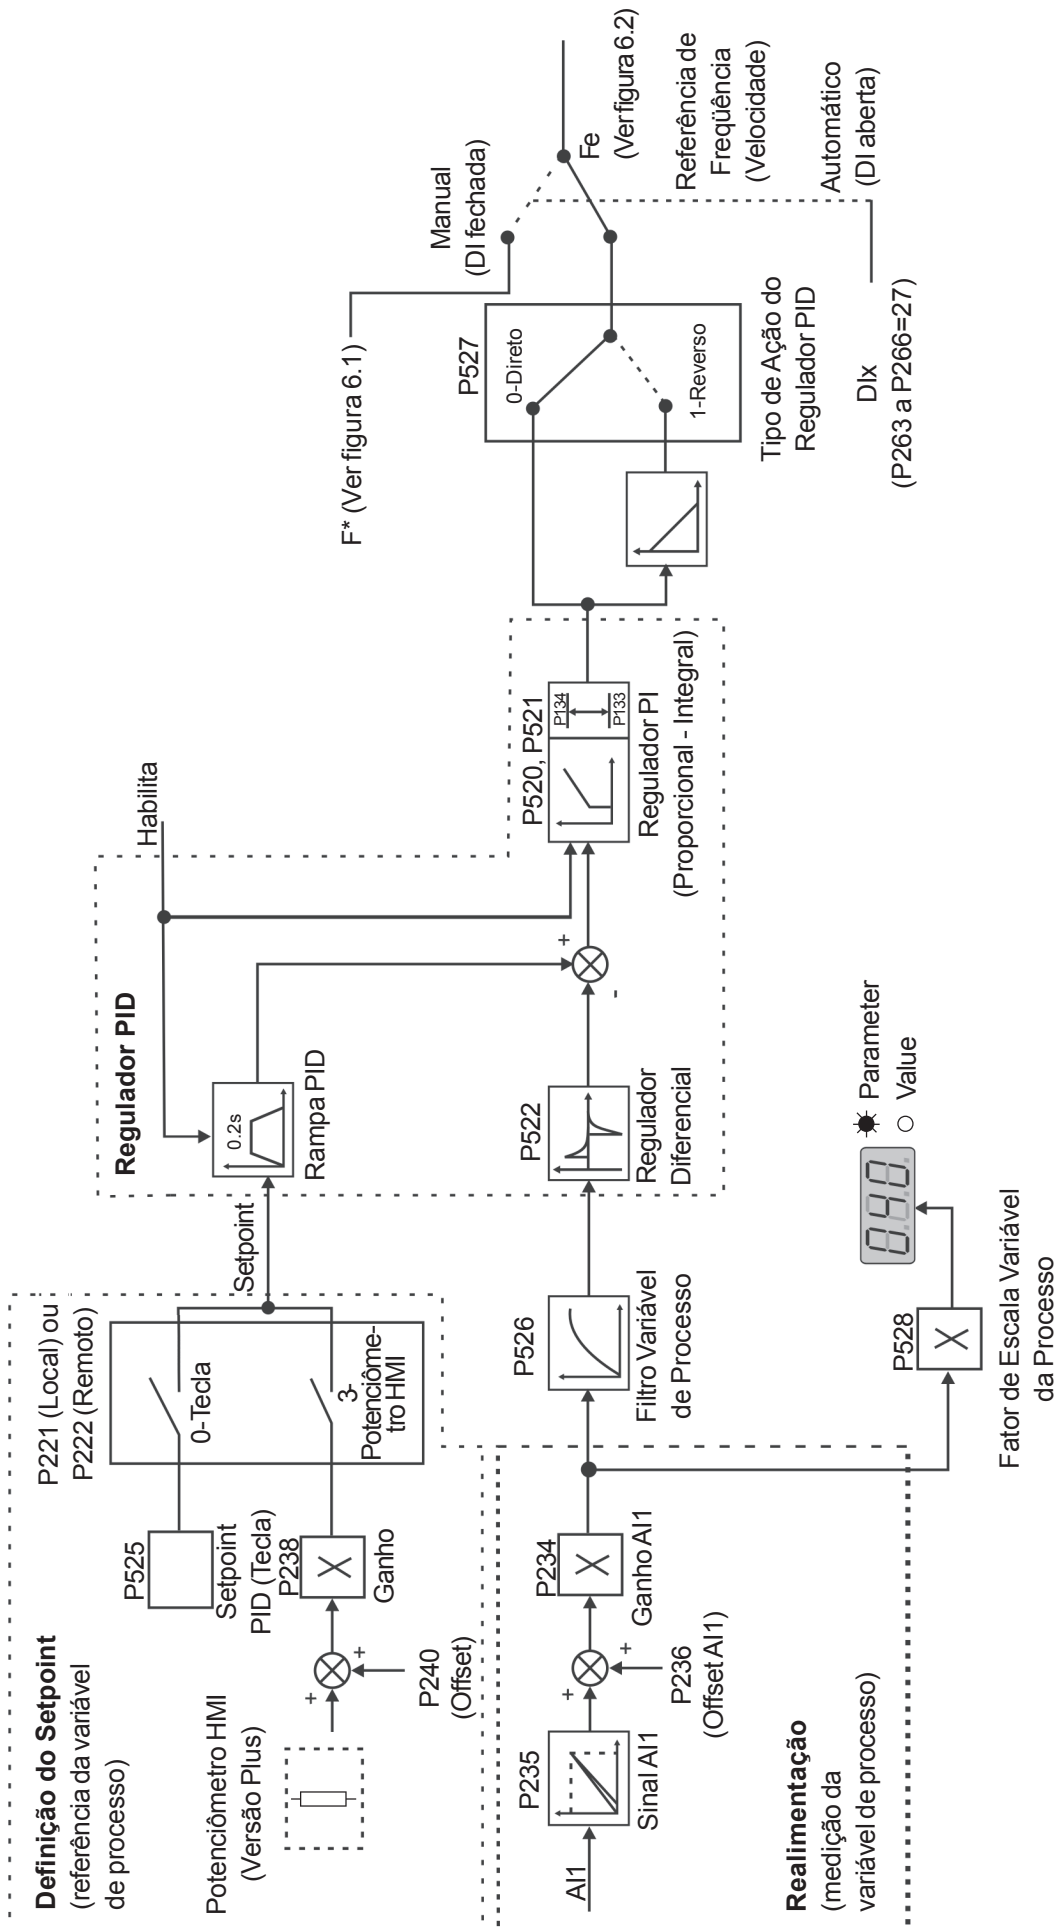 Definição do Setpoint
(referência da variável
de processo)
P221 (Local) ou
P222 (Remoto)
P525
Setpoint
PID (Tecla)
0-Tecla
Potenciômetro HMI
(Versão Plus)
+
+
P240
(Offset)
P238
Ganho
3-
Potenciôme-
tro HMI
Setpoint
Regulador PID
Habilita
0.2s
Rampa PID
AI1
P235
Sinal AI1
+
+
P236
(Offset AI1)
P234
Ganho AI1
Realimentação
(medição da
variável de processo)
P526
Filtro Variável
de Processo
P522
Regulador
Diferencial
+
-
P520, P521
P134
P133
Regulador PI
(Proporcional - Integral)
P528
Fator de Escala Variável
da Processo
Parameter
Value
F* (Ver figura 6.1)
P527
0-Direto
1-Reverso
Tipo de Ação do
Regulador PID
Manual
(DI fechada)
Fe
(Ver figura 6.2)
Referência de
Freqüência
(Velocidade)
Automático
(DI aberta)
DIx
(P263 a P266=27)